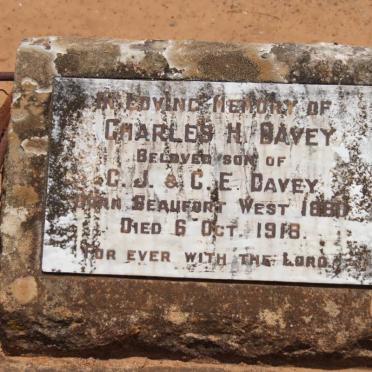 IN LOVING MEMORY OF
CHARLES H. DAVEY
BELOVED SON OF
C. J. & C. E. DAVEY
BORN BEAUFORT WEST
DIED 6 OCT. 1918
FOR EVER WITH THE LORD